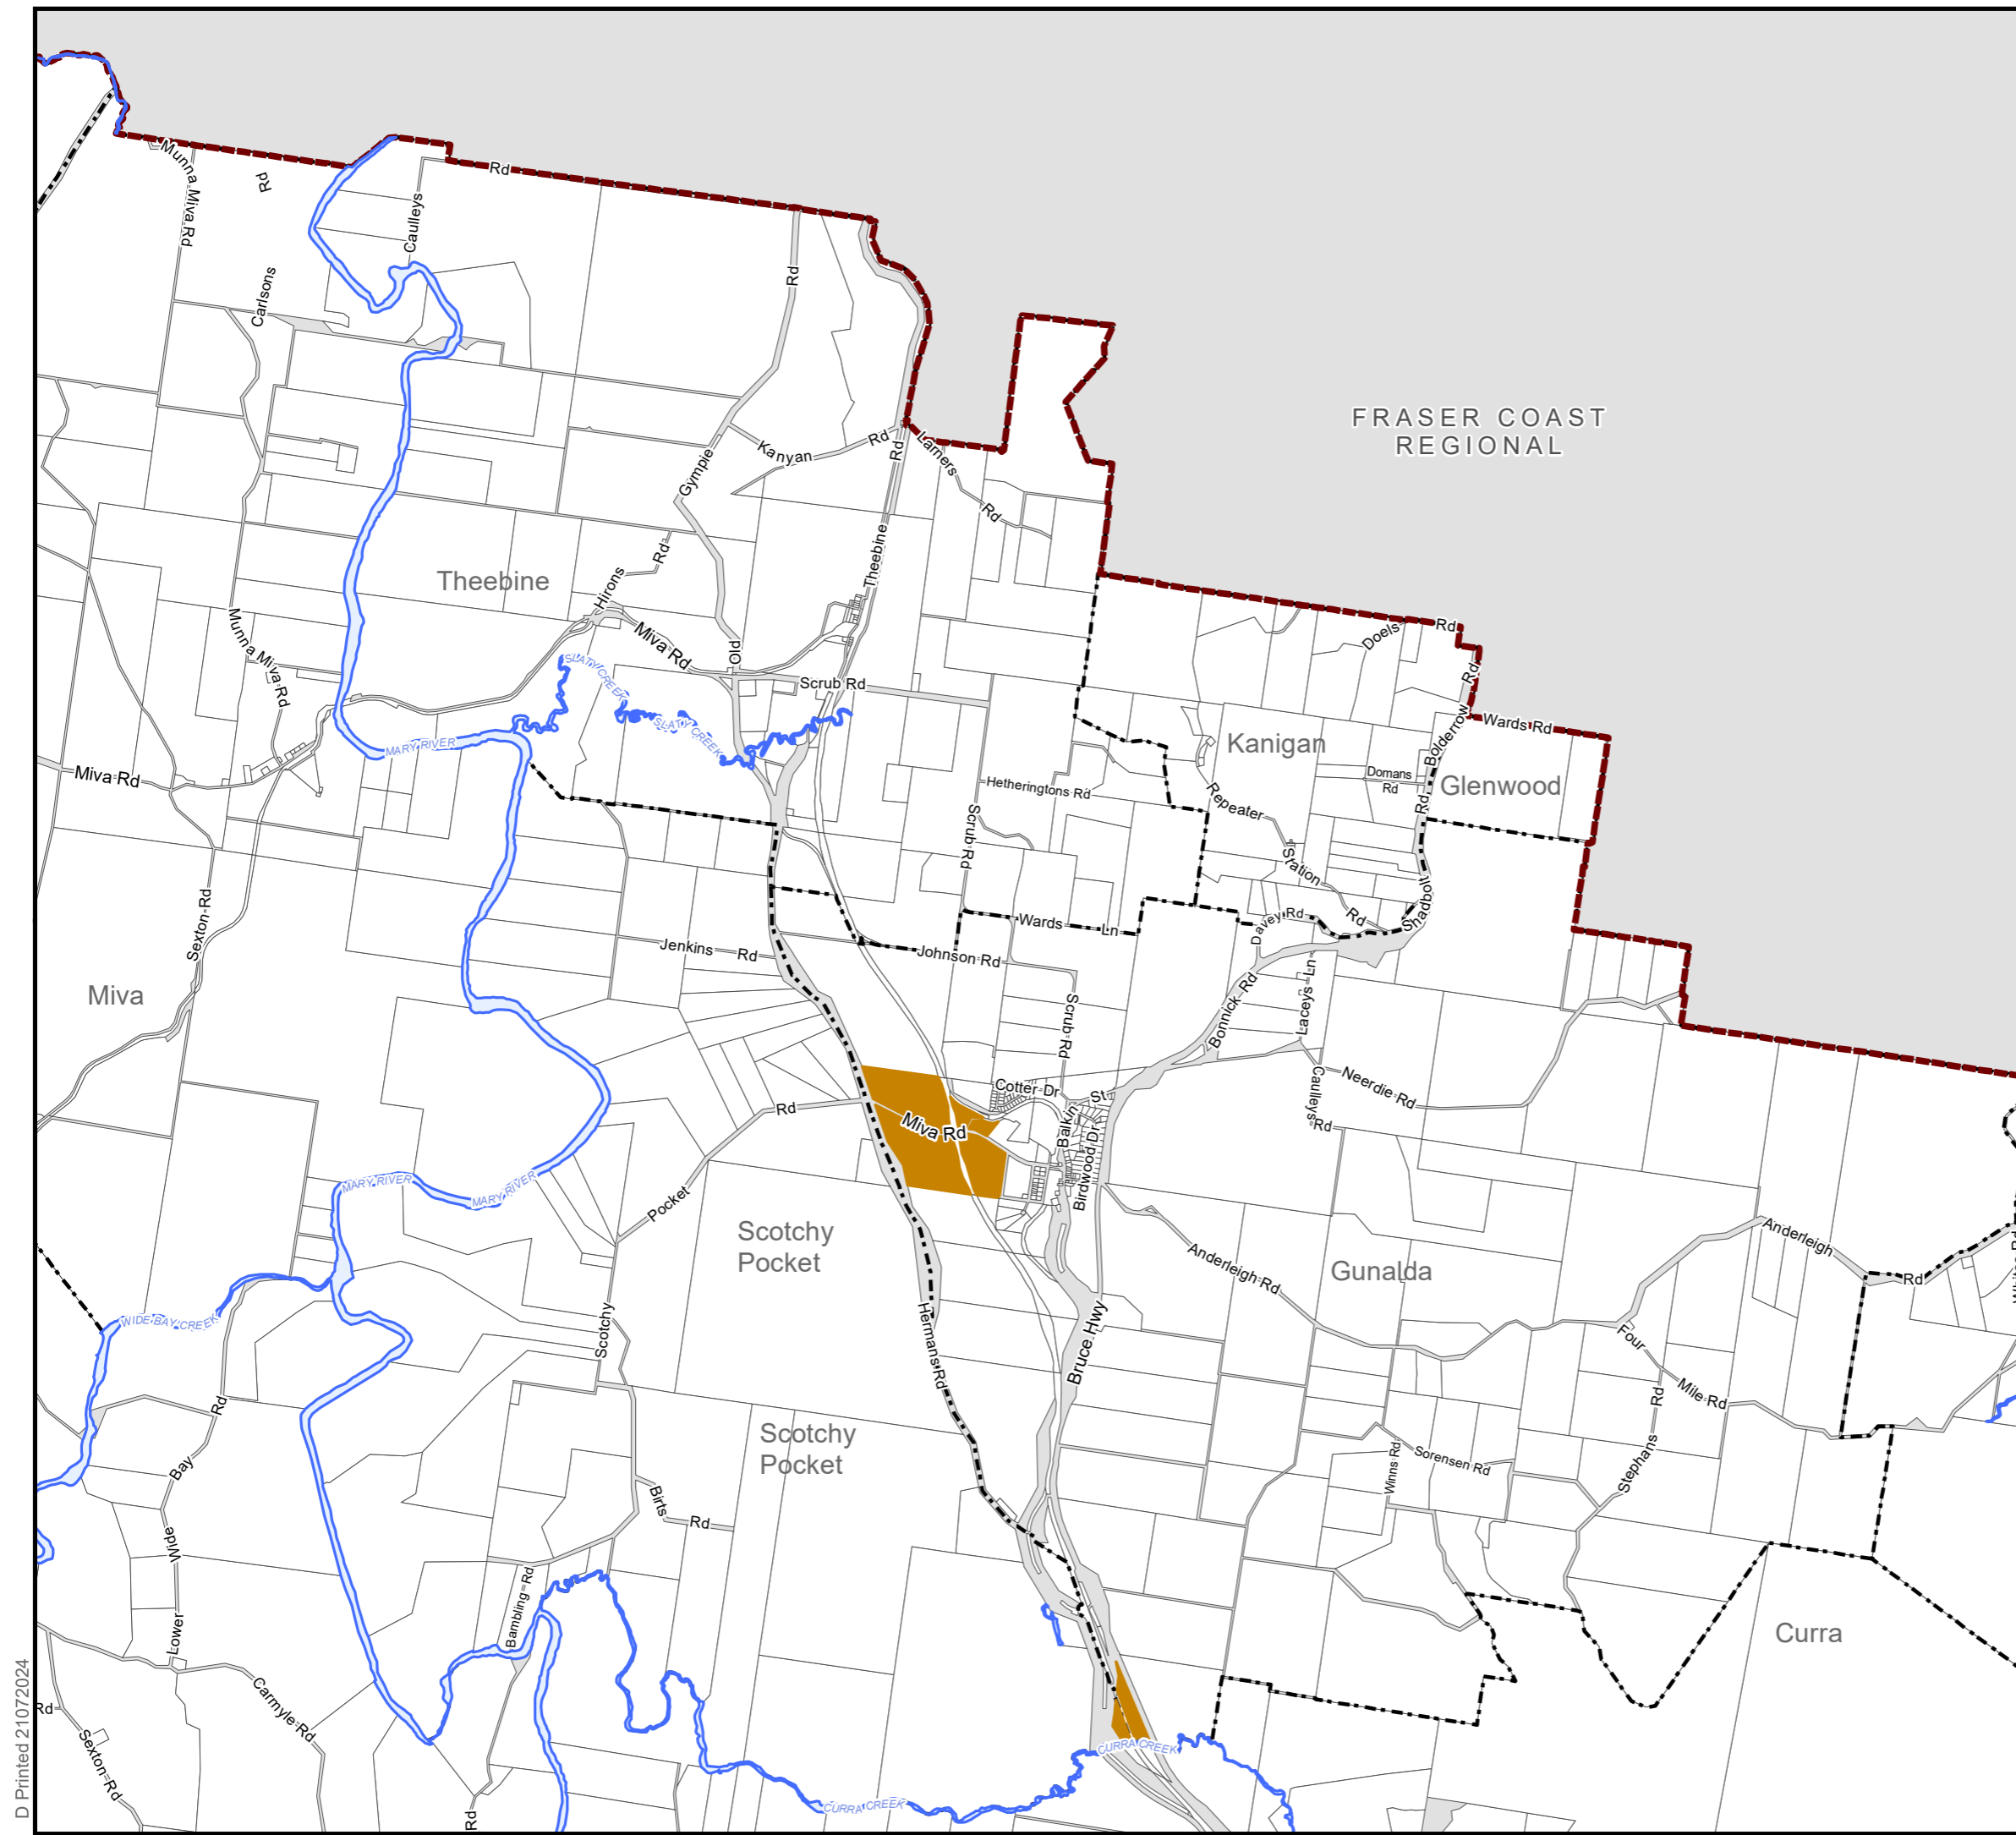 Rd
Munna Miva Rd
Rd
Caulleys
Carlsons
Rd
FRASER COAST
REGIONAL
Kanyan Rd
Rd
Larners
Rd
Gympie
Theebine
Theebine
Hirons Rd
Munna Miva Rd
Miva Rd
Old
Doels Rd
Rd
SLATY CREEK
Scrub Rd
SLATY CREEK
MARY RIVER
Wards Rd
Bolderrow
Kanigan
Miva Rd
Domans
Rd
Glenwood
Hetheringtons Rd
Repeater
Rd
Scrub Rd
Station
Rd
Shadbolt
Sexton Rd
Wards Ln
Davey Rd
Jenkins Rd
Johnson Rd
Miva
Scrub Rd
Bonnick Rd
Laceys Ln
Cotter Dr
St
Neerdie Rd
Caulleys
Rd
Rd
Miva Rd
Balkin
Birdwood Dr
MARY RIVER
MARY RIVER
Pocket
Scotchy
Pocket
Anderleigh Rd
Gunalda
Anderleigh
Rd
WIDE BAY CREEK
Scotchy
Hermans Rd
Bruce Hwy
Four
Mile Rd
Rd
Rd
Scotchy
Pocket
Bay
Birts
Rd
Winns Rd
Sorensen Rd
Stephans
Wide
Bambling Rd
Lower
Curra
Carmyle Rd
Rd
Sexton Rd
CURRA CREEK
CURRA CREEK
Rd
D Printed 21072024